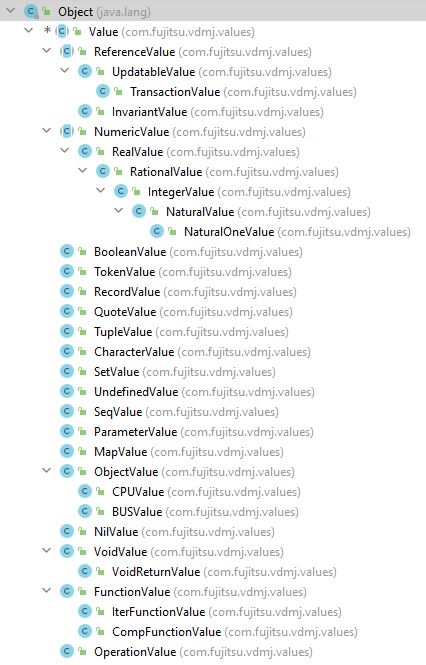 Object (java.lang)
* Value (com.fujitsu.vdmj.values)
ReferenceValue (com.fujitsu.vdmj.values)
UpdatableValue (com.fujitsu.vdmj.values)
TransactionValue (com.fujitsu.vdmj.values)
InvariantValue (com.fujitsu.vdmj.values)
NumericValue (com.fujitsu.vdmj.values)
RealValue (com.fujitsu.vdmj.values)
RationalValue (com.fujitsu.vdmj.values)
IntegerValue (com.fujitsu.vdmj.values)
NaturalValue (com.fujitsu.vdmj.values)
NaturalOneValue (com.fujitsu.vdmj.values)
BooleanValue (com.fujitsu.vdmj.values)
TokenValue (com.fujitsu.vdmj.values)
RecordValue (com.fujitsu.vdmj.values)
QuoteValue (com.fujitsu.vdmj.values)
TupleValue (com.fujitsu.vdmj.values)
CharacterValue (com.fujitsu.vdmj.values)
SetValue (com.fujitsu.vdmj.values)
UndefinedValue (com.fujitsu.vdmj.values)
SeqValue (com.fujitsu.vdmj.values)
ParameterValue (com.fujitsu.vdmj.values)
MapValue (com.fujitsu.vdmj.values)
ObjectValue (com.fujitsu.vdmj.values)
CPUValue (com.fujitsu.vdmj.values)
BUSValue (com.fujitsu.vdmj.values)
NilValue (com.fujitsu.vdmj.values)
VoidValue (com.fujitsu.vdmj.values)
VoidReturnValue (com.fujitsu.vdmj.values)
FunctionValue (com.fujitsu.vdmj.values)
IterFunctionValue (com.fujitsu.vdmj.values)
CompFunctionValue (com.fujitsu.vdmj.values)
OperationValue (com.fujitsu.vdmj.values)